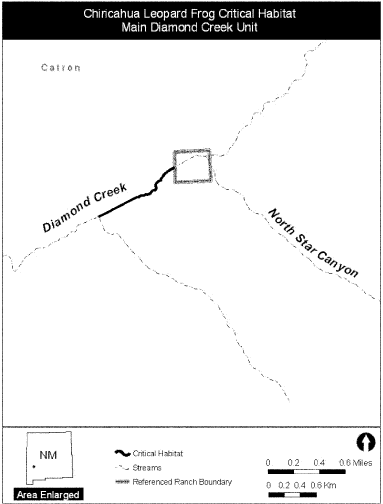 Chiricahua Leopard Frog Critical Habitat
Main Diamond Creek Unit
Catron
Diamond Creek
North Star Canyon
NM
Area Enlarged
Critical Habitat
Streams
Referenced Ranch Boundary
0 0.2 0.4 0.6 Miles
0 0.2 0.4 0.6 Km